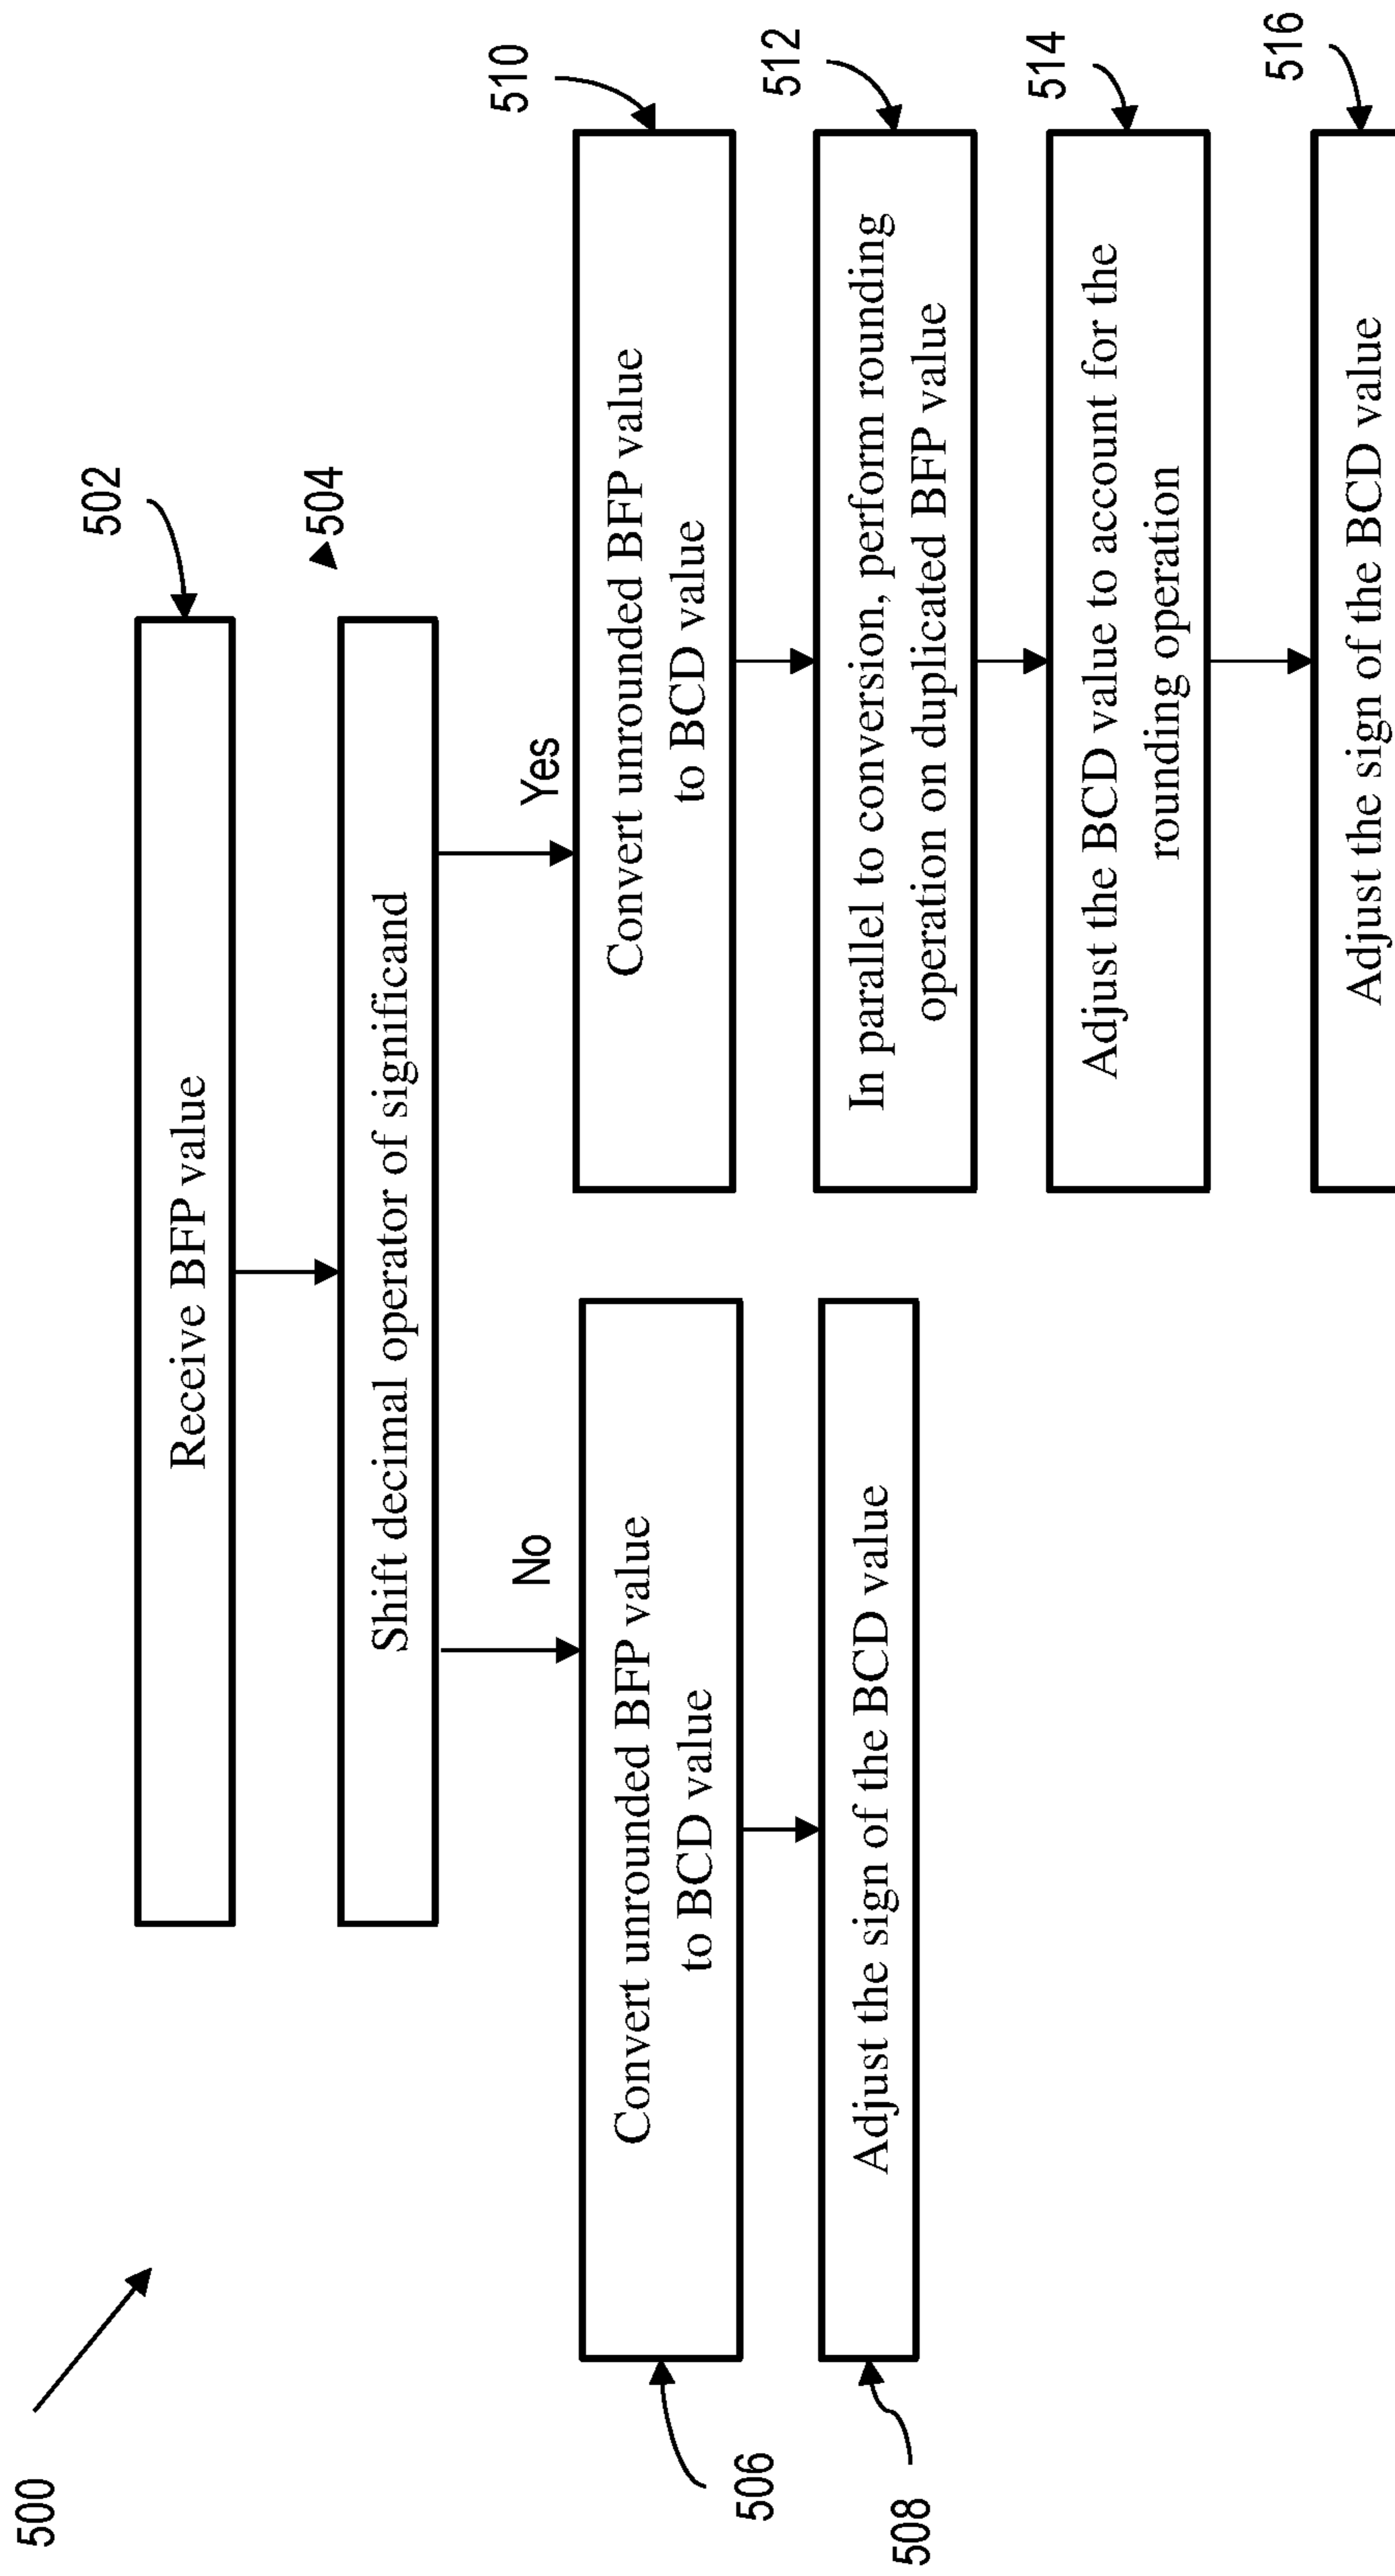 500
502
Receive BFP value
504
Shift decimal operator of significand
No
Yes
506
Convert unrounded BFP value
to BCD value
508
Adjust the sign of the BCD value
510
Convert unrounded BFP value
to BCD value
512
In parallel to conversion, perform rounding
operation on duplicated BFP value
514
Adjust the BCD value to account for the
rounding operation
516
Adjust the sign of the BCD value